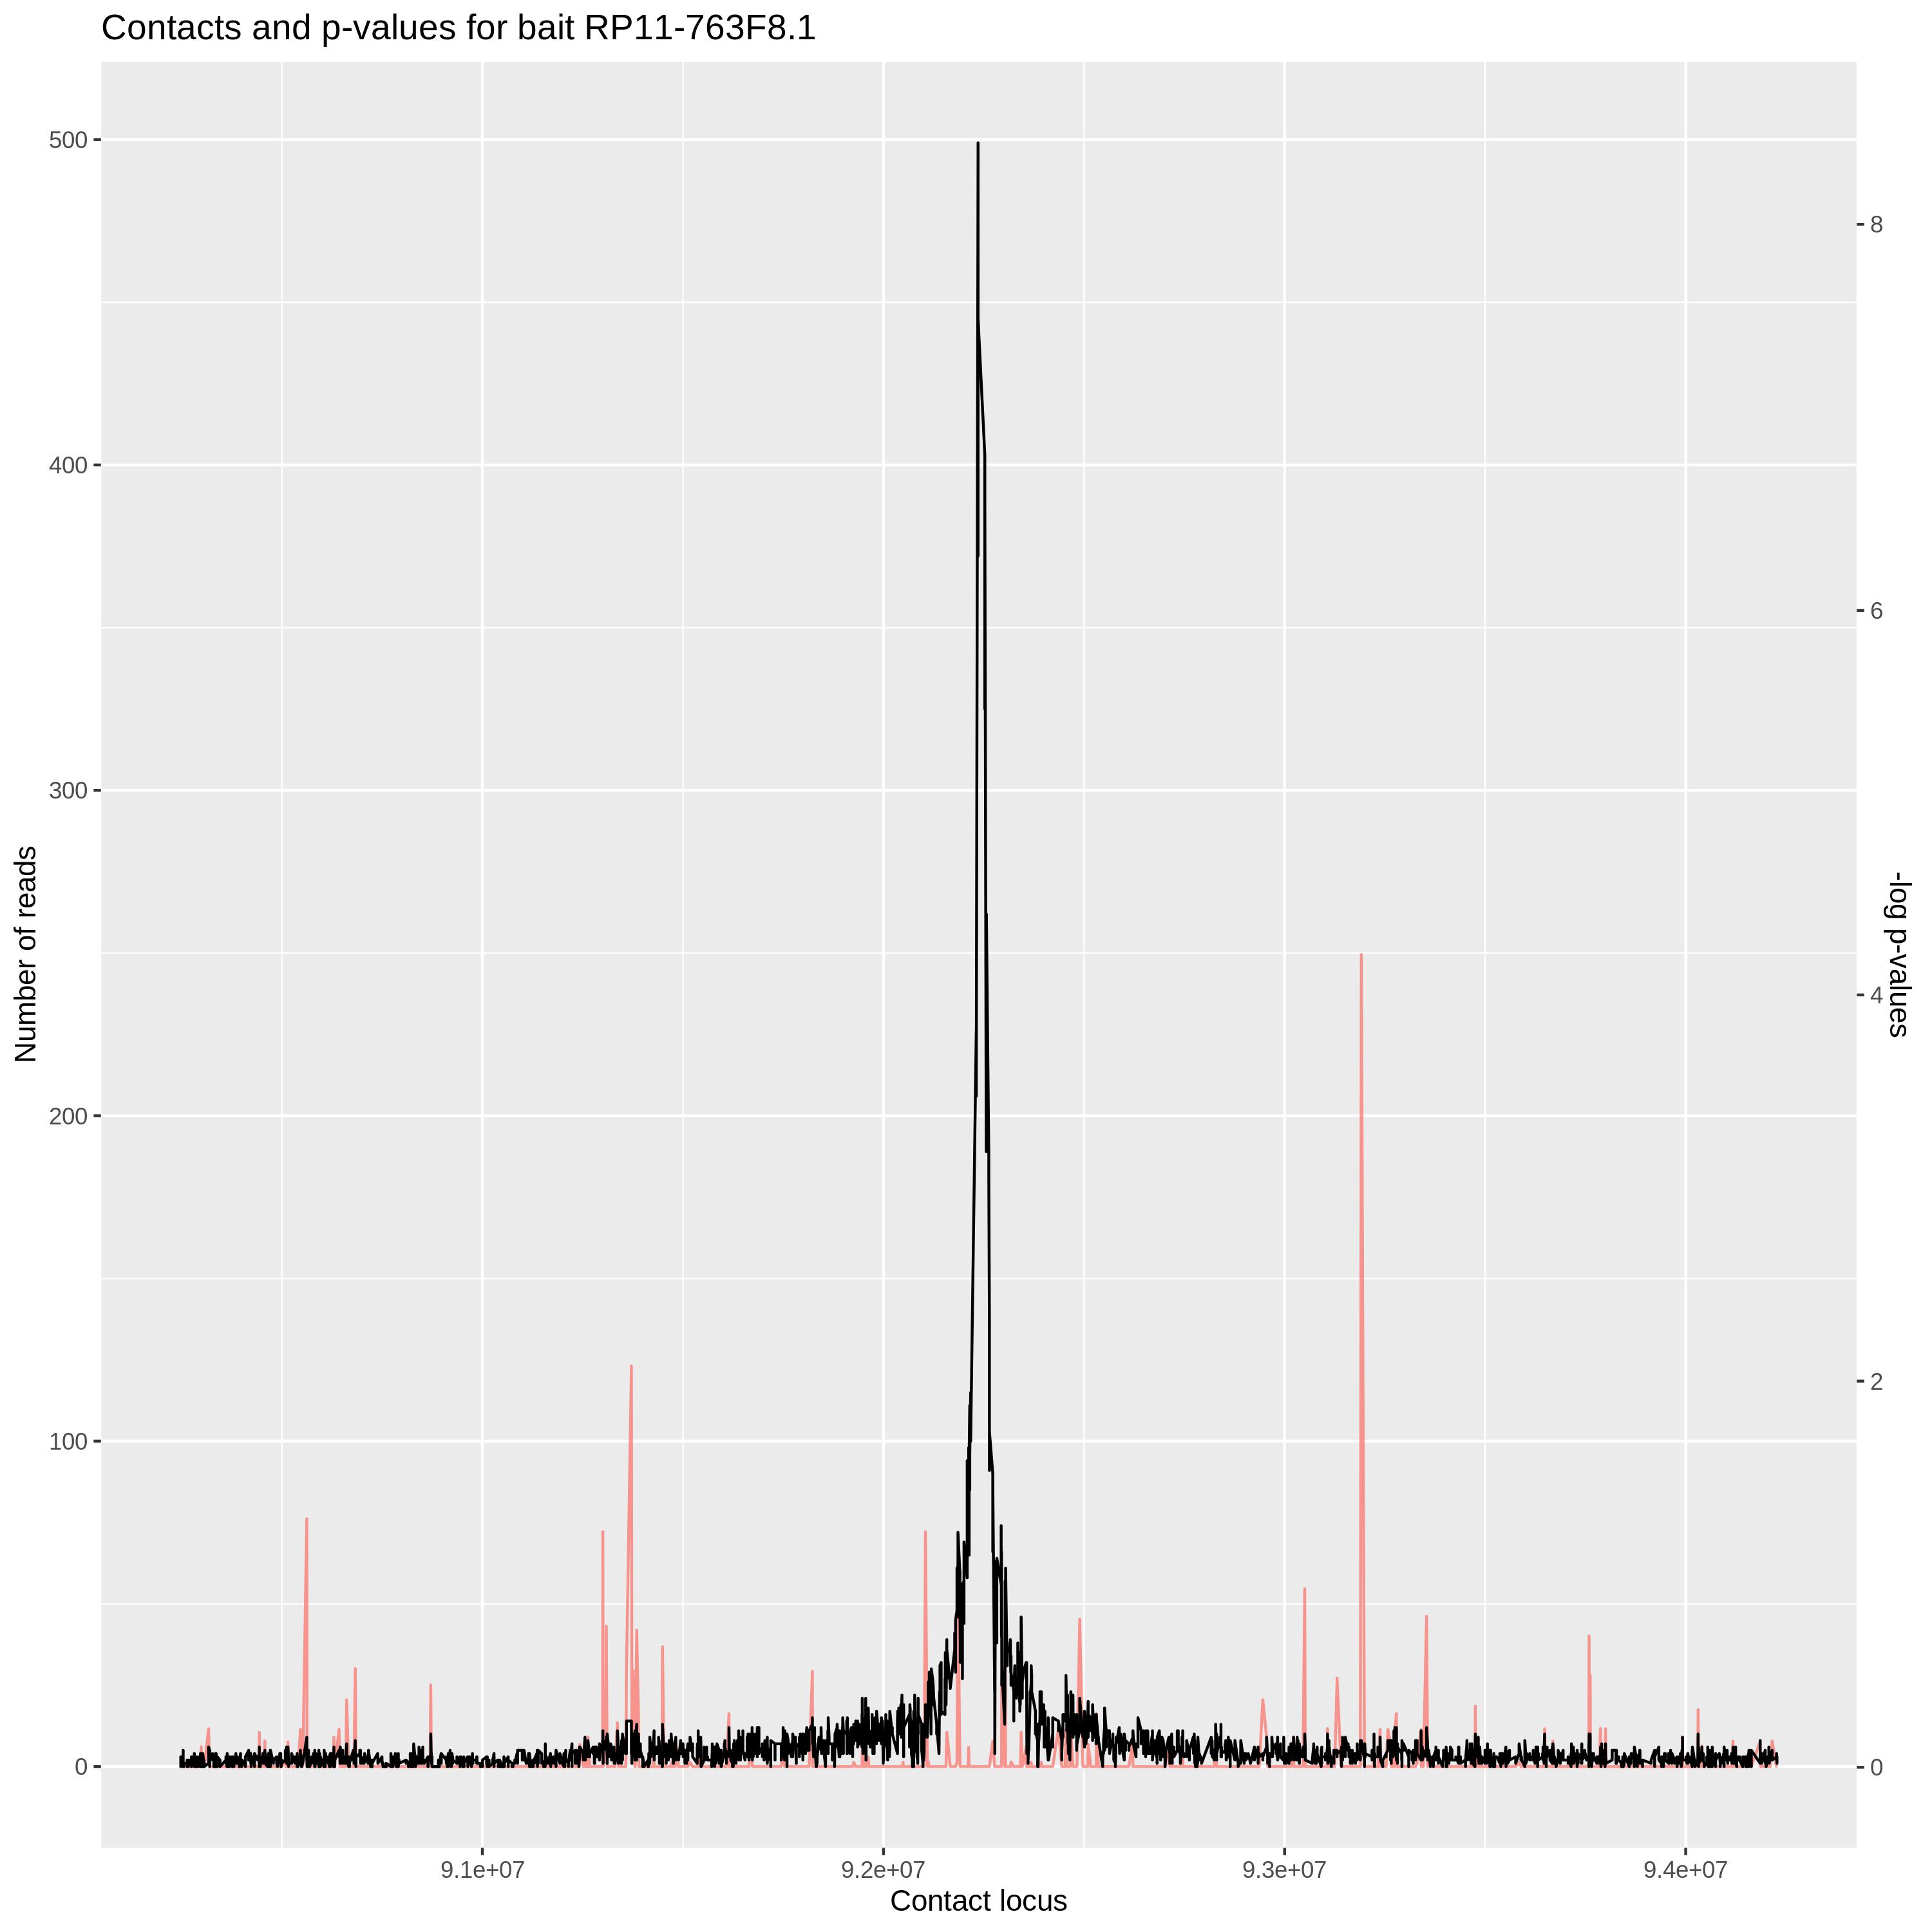 Contacts and p-values for bait RP11-763F8.1
500
400
300
200
100
0
Number of reads
8
6
4
2
0
-log p-values
9.1e+07 9.2e+07 9.3e+07 9.4e+07
Contact locus